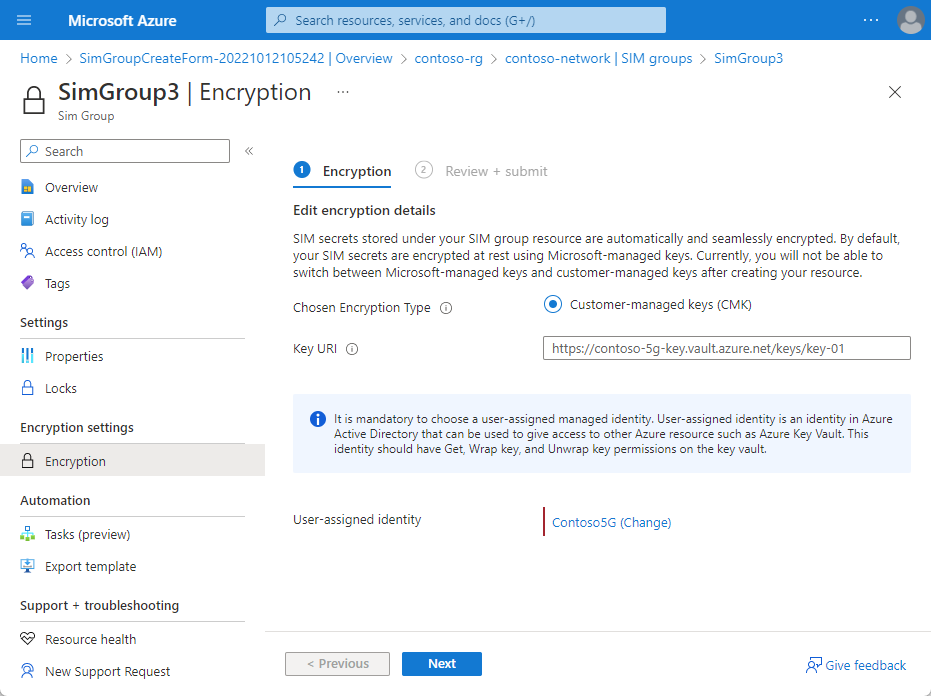 Microsoft Azure
Search resources, services, and docs (G+/)
...
Home > SimGroupCreateForm-20221012105242 | Overview > contoso-rg > contoso-network | SIM groups > SimGroup3
SimGroup3 | Encryption ...
Sim Group
Search «
Overview
Activity log
Access control (IAM)
Tags
Settings
Properties
Locks
Encryption settings
Encryption
Automation
Tasks (preview)
Export template
Support + troubleshooting
Resource health
New Support Request
1 Encryption 2 Review + submit
Edit encryption details
SIM secrets stored under your SIM group resource are automatically and seamlessly encrypted. By default,
your SIM secrets are encrypted at rest using Microsoft-managed keys. Currently, you will not be able to
switch between Microsoft-managed keys and customer-managed keys after creating your resource.
Chosen Encryption Type Customer-managed keys (CMK)
Key URI https://contoso-5g-key.vault.azure.net/keys/key-01
It is mandatory to choose a user-assigned managed identity. User-assigned identity is an identity in Azure
Active Directory that can be used to give access to other Azure resource such as Azure Key Vault. This
identity should have Get, Wrap key, and Unwrap key permissions on the key vault.
User-assigned identity Contoso5G (Change)
< Previous Next Give feedback